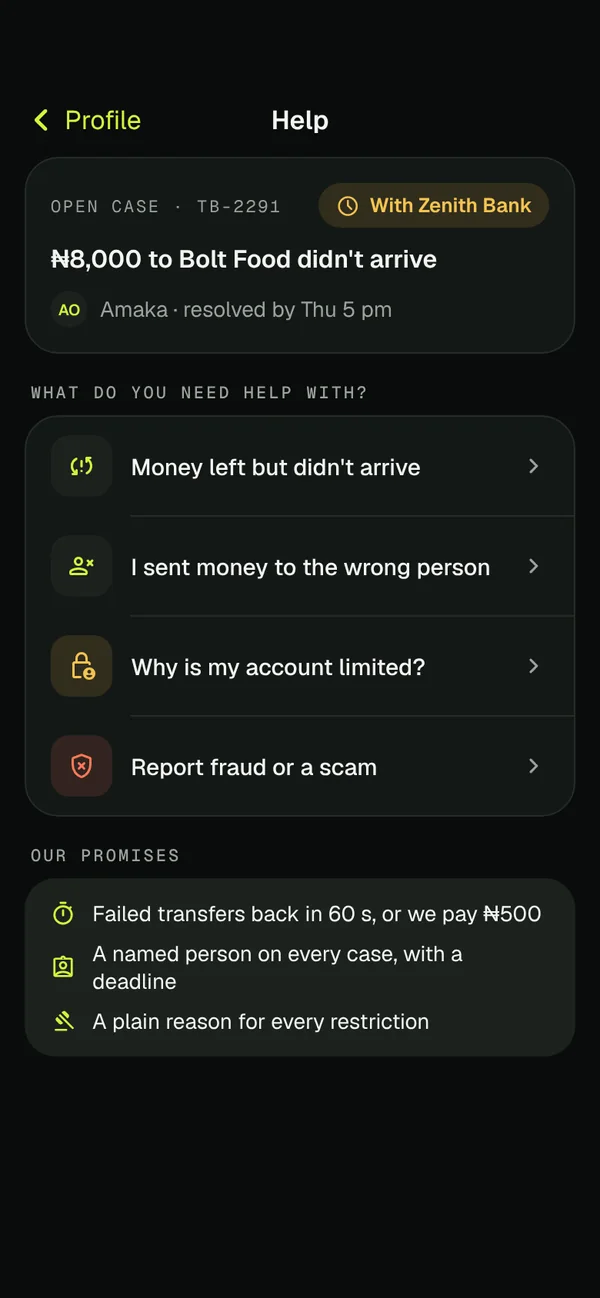 Profile
Help
OPEN CASE · TB-2291
With Zenith Bank
₦8,000 to Bolt Food didn't arrive
AO
Amaka · resolved by Thu 5 pm
WHAT DO YOU NEED HELP WITH?
Money left but didn't arrive
I sent money to the wrong person
Why is my account limited?
Report fraud or a scam
OUR PROMISES
Failed transfers back in 60 s, or we pay ₦500
A named person on every case, with a
deadline
A plain reason for every restriction